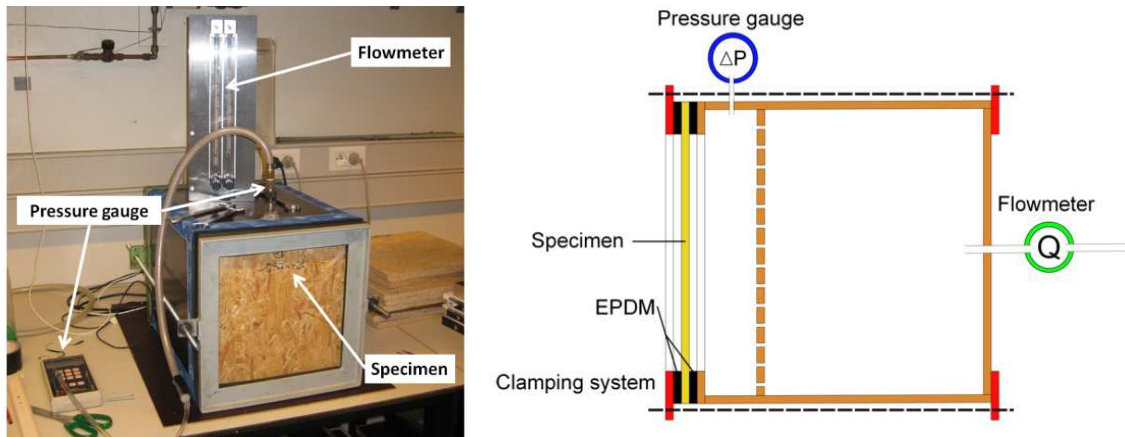 Flowmeter
Pressure gauge
Specimen
Pressure gauge
ΔP
Flowmeter
Specimen
Q
EPDM
Clamping system